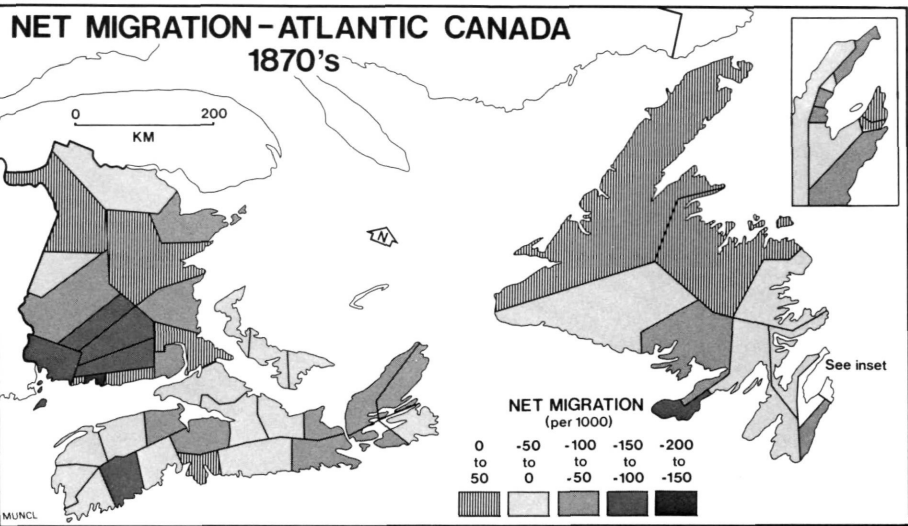 NET MIGRATION – ATLANTIC CANADA
1870's
0 200
KM
N
See inset
NET MIGRATION
(per 1000)
0 -50 -100 -150 -200
to to to to to
50 0 -50 -100 -150
MUNCL